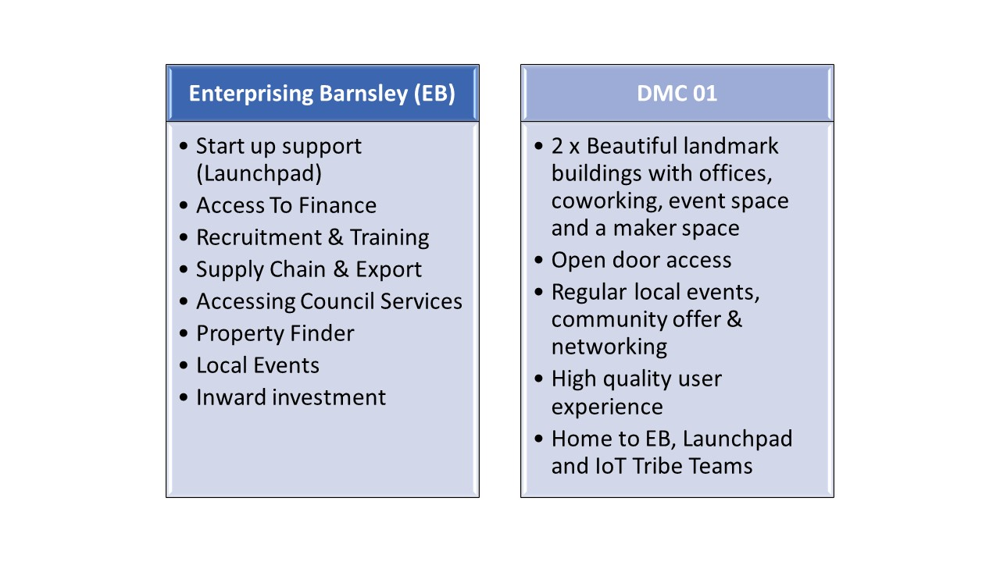 Enterprising Barnsley (EB)
• Start up support
(Launchpad)
• Access To Finance
• Recruitment & Training
• Supply Chain & Export
• Accessing Council Services
• Property Finder
• Local Events
• Inward investment
DMC 01
• 2 x Beautiful landmark
buildings with offices,
coworking, event space
and a maker space
• Open door access
• Regular local events,
community offer &
networking
• High quality user
experience
• Home to EB, Launchpad
and IoT Tribe Teams